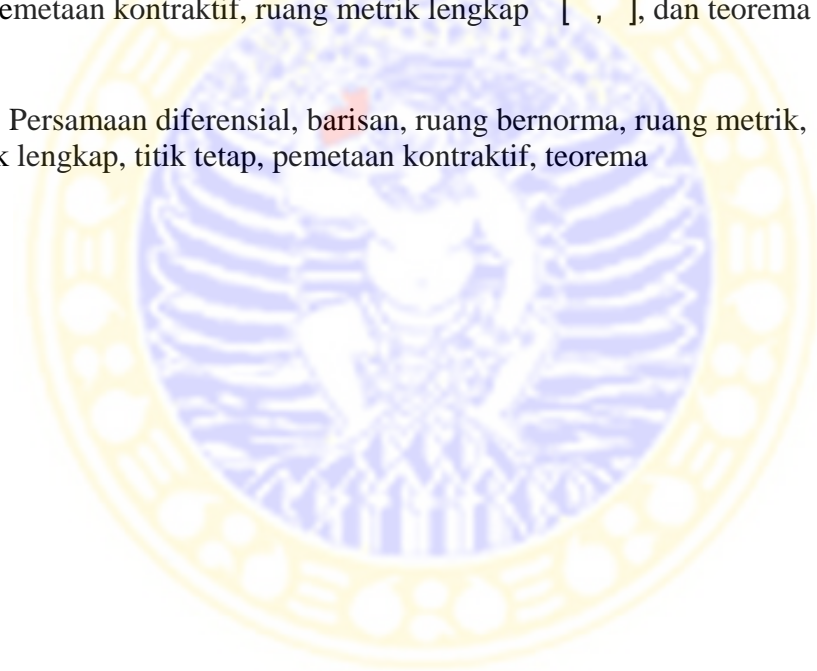 emetaan kontraktif, ruang metrik lengkap [ , ], dan teorema
Persamaan diferensial, barisan, ruang bernorma, ruang metrik,
k lengkap, titik tetap, pemetaan kontraktif, teorema